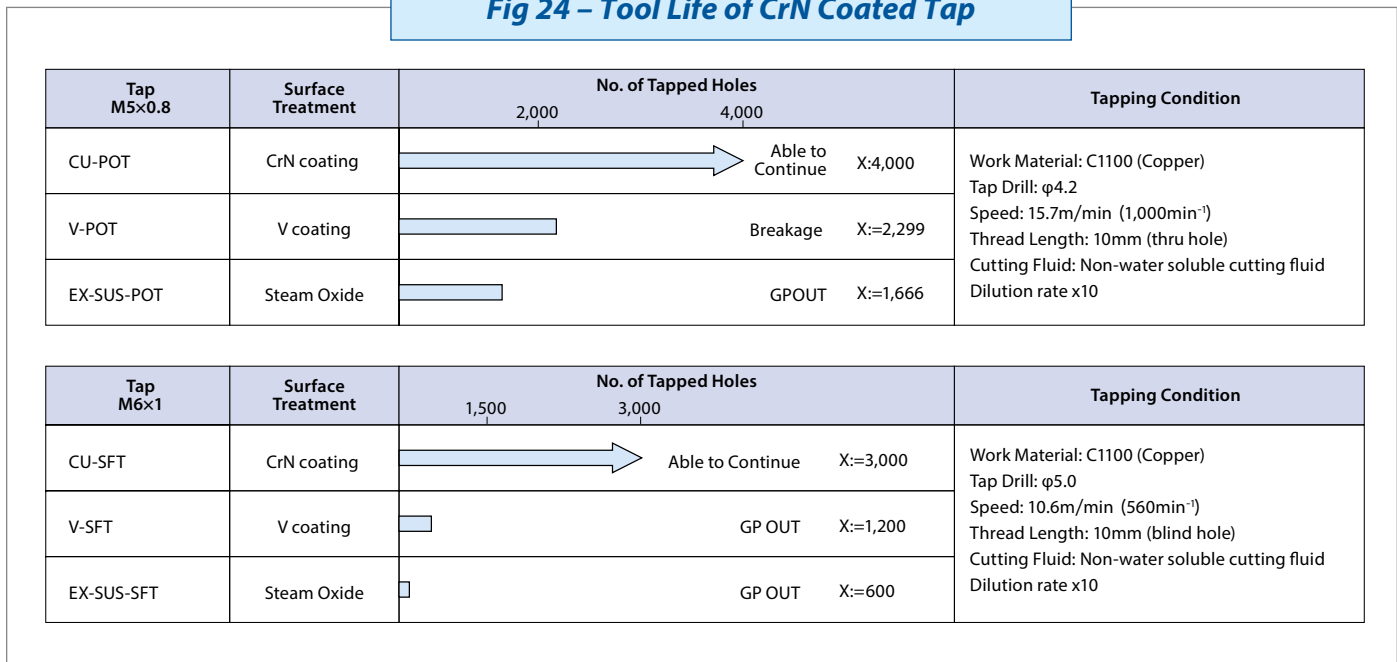 Fig 24 – Tool Life of CrN Coated Tap
Tap
M5×0.8
Surface
Treatment
No. of Tapped Holes
2,000
4,000
Tapping Condition
CU-POT
CrN coating
Able to
Continue
X:4,000
V-POT
V coating
Breakage
X:=2,299
EX-SUS-POT
Steam Oxide
GPOUT
X:=1,666
Work Material: C1100 (Copper)
Tap Drill: φ4.2
Speed: 15.7m/min (1,000min⁻¹)
Thread Length: 10mm (thru hole)
Cutting Fluid: Non-water soluble cutting fluid
Dilution rate x10
Tap
M6×1
Surface
Treatment
No. of Tapped Holes
1,500
3,000
Tapping Condition
CU-SFT
CrN coating
Able to Continue
X:=3,000
V-SFT
V coating
GP OUT
X:=1,200
EX-SUS-SFT
Steam Oxide
GP OUT
X:=600
Work Material: C1100 (Copper)
Tap Drill: φ5.0
Speed: 10.6m/min (560min⁻¹)
Thread Length: 10mm (blind hole)
Cutting Fluid: Non-water soluble cutting fluid
Dilution rate x10